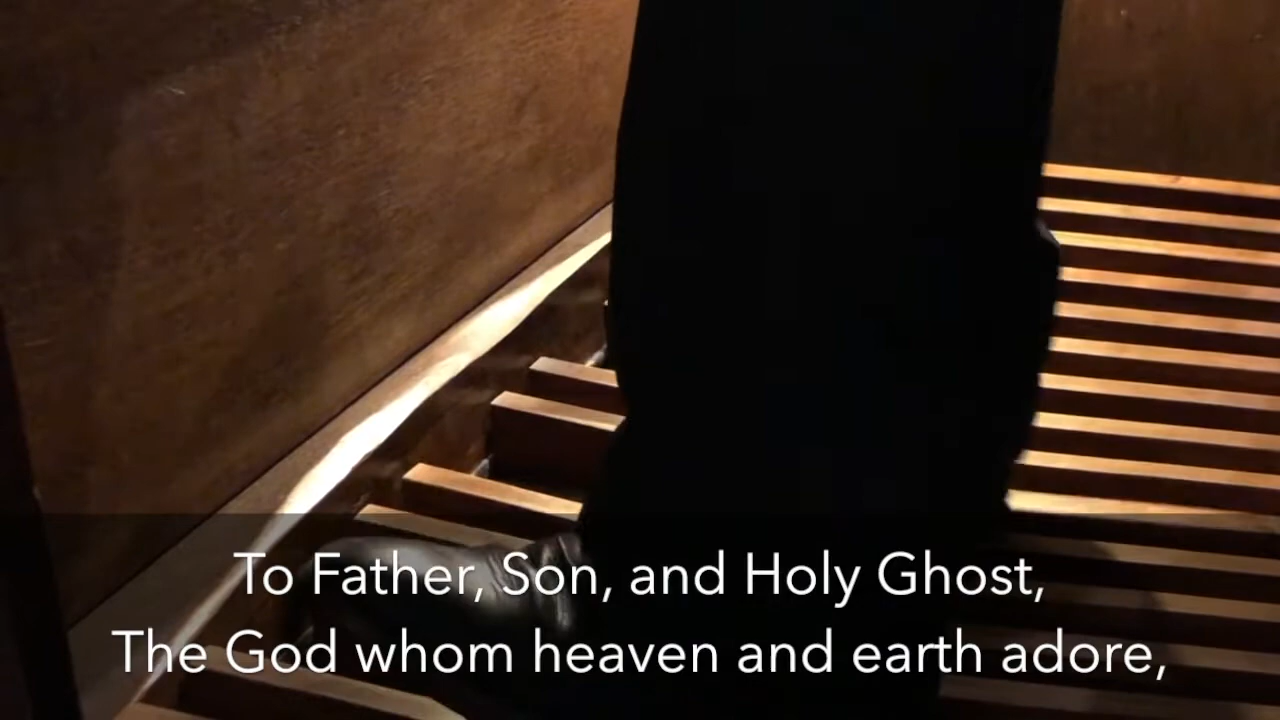 To Father, Son, and Holy Ghost,
The God whom heaven and earth adore,